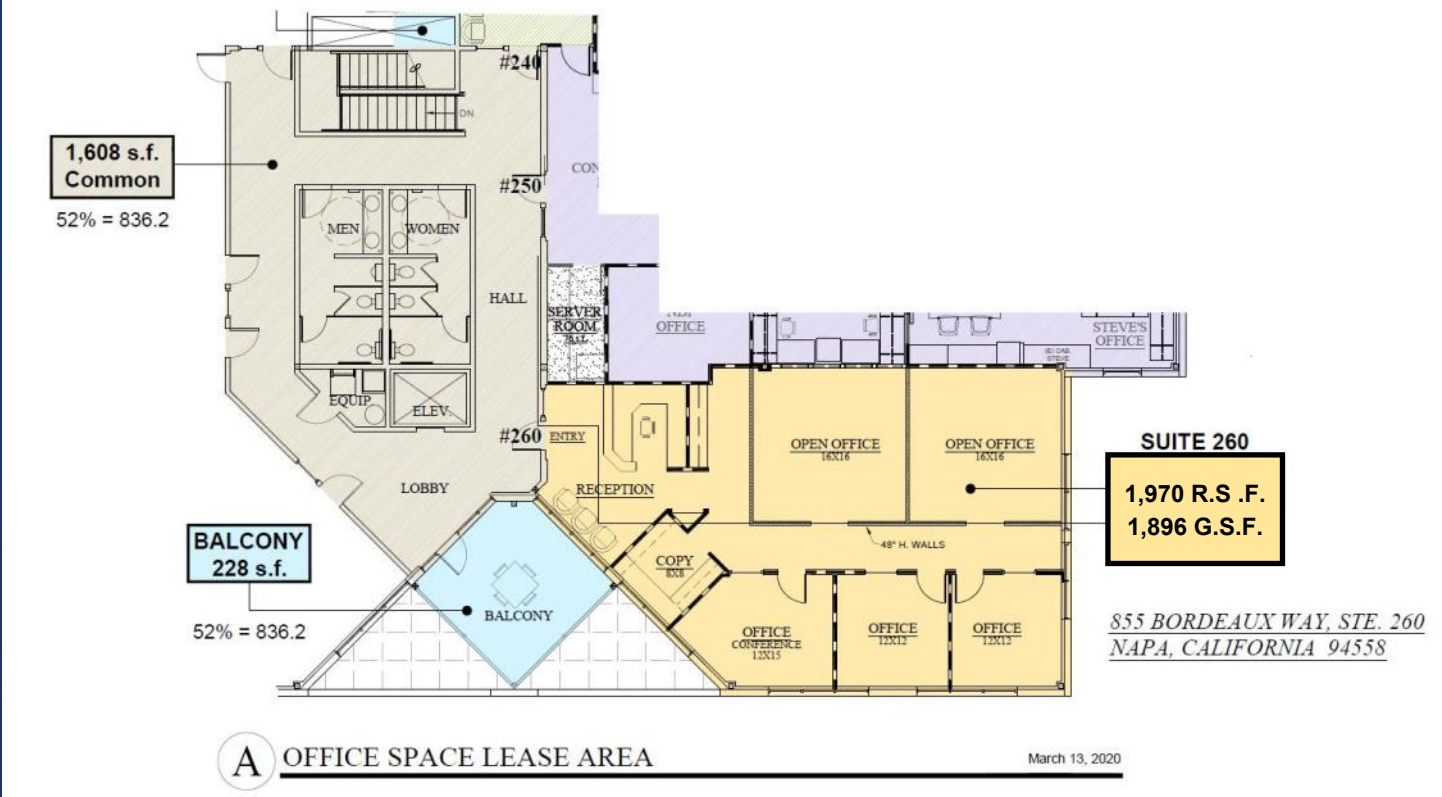 #240
DN
1,608 s.f.
Common
52% = 836.2
#250
MEN
WOMEN
HALL
SERVER
ROOM
OFFICE
STEVE'S
OFFICE
(E) CAB.
STEVE
EQUIP.
ELEV.
#260
ENTRY
RECEPTION
LOBBY
OPEN OFFICE
16X16
OPEN OFFICE
16X16
SUITE 260
1,970 R.S .F.
1,896 G.S.F.
48" H. WALLS
COPY
8X8
BALCONY
228 s.f.
52% = 836.2
BALCONY
OFFICE
CONFERENCE
12X15
OFFICE
12X12
OFFICE
12X12
855 BORDEAUX WAY, STE. 260
NAPA, CALIFORNIA 94558
A OFFICE SPACE LEASE AREA
March 13, 2020